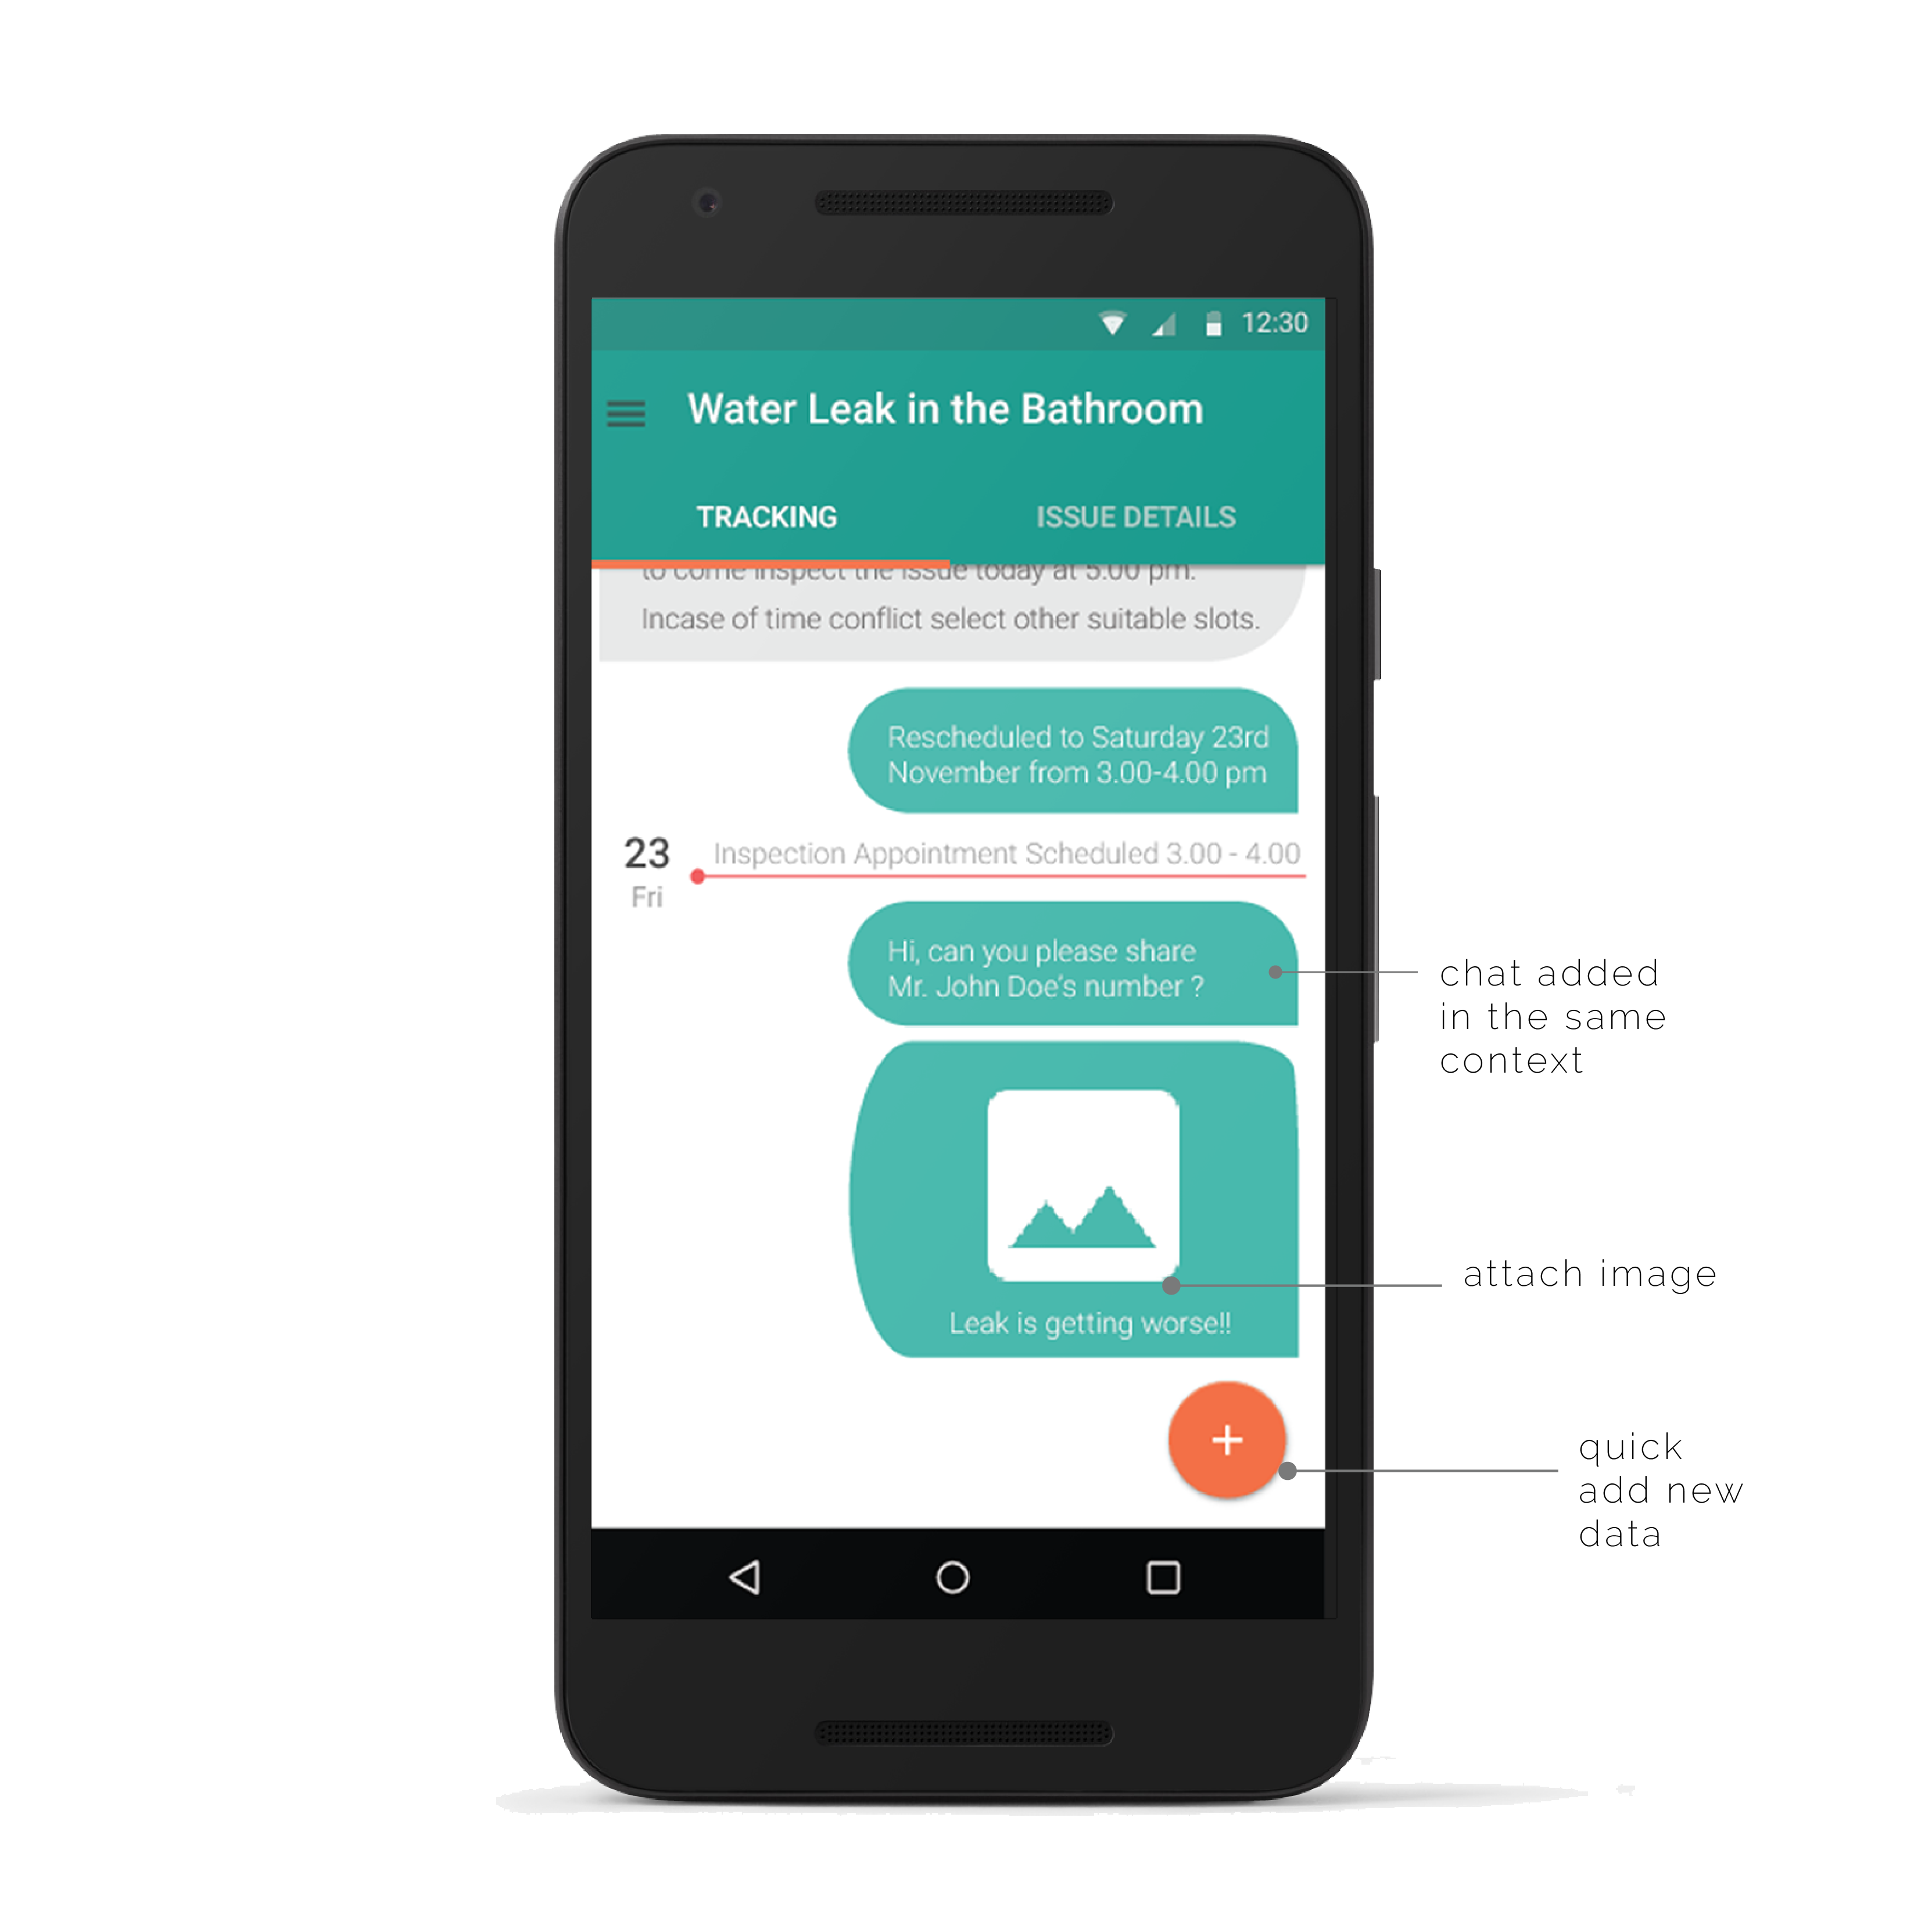 12:30
Water Leak in the Bathroom
TRACKING
ISSUE DETAILS
to come inspect the issue today at 5.00 pm.
Incase of time conflict select other suitable slots.
Rescheduled to Saturday 23rd
November from 3.00-4.00 pm
23
Fri
Inspection Appointment Scheduled 3.00 - 4.00
Hi, can you please share
Mr. John Doe's number ?
chat added
in the same
context
attach image
Leak is getting worse!!
quick
add new
data